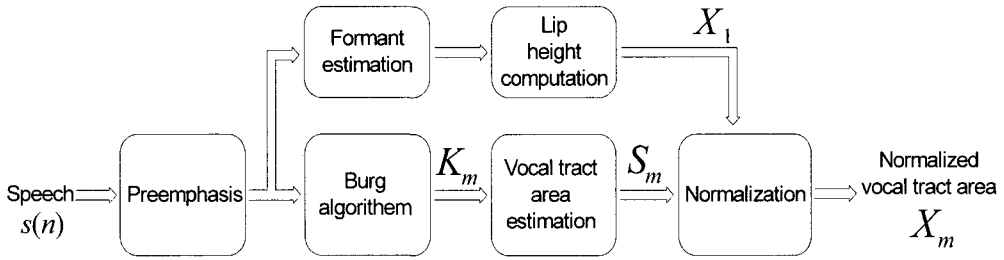 Formant
estimation
Lip
height
computation
X₁
Speech
s(n)
Preemphasis
Burg
algorithem
Kₘ
Vocal tract
area
estimation
Sₘ
Normalization
Normalized
vocal tract area
Xₘ